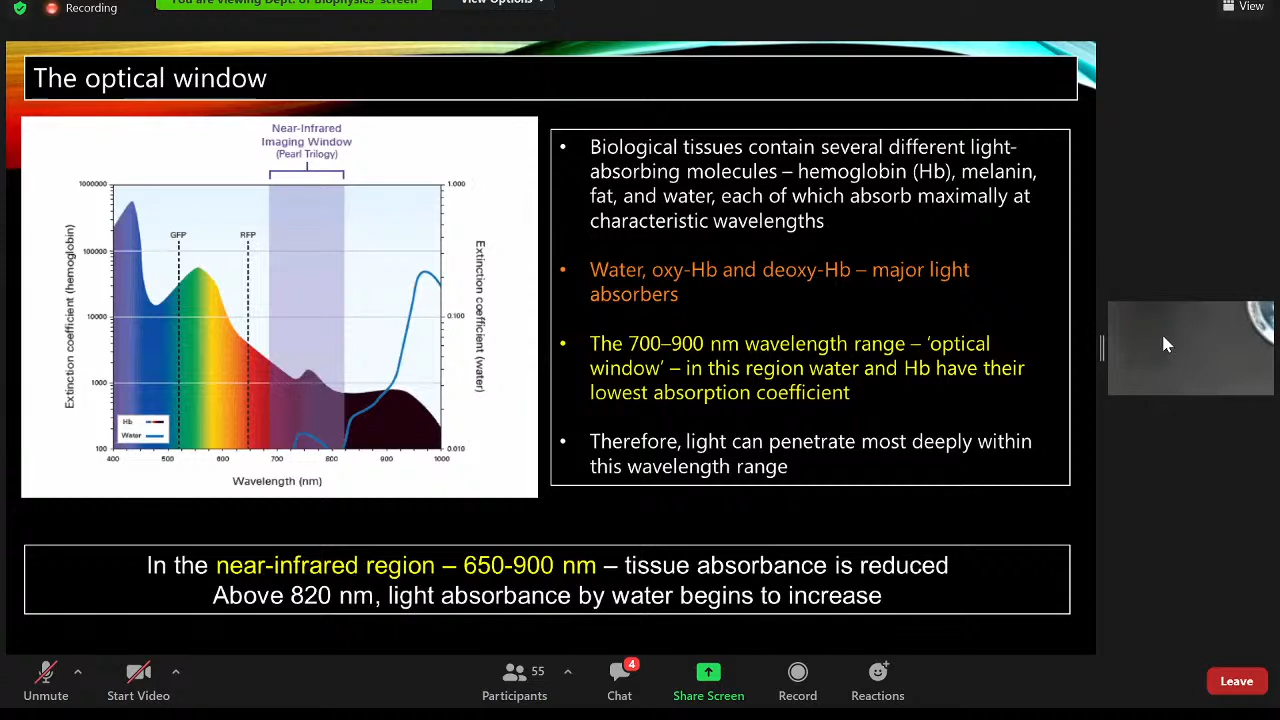 Recording
You are viewing Dept. of Biophysics' screen
View Options
View
The optical window
Near-Infrared
Imaging Window
(Pearl Trilogy)
1000000
1.000
GFP
RFP
100000
10000
0.100
1000
100
0.010
Extinction coefficient (hemoglobin)
Extinction coefficient (water)
Hb
Water
400
500
600
700
800
900
1000
Wavelength (nm)
• Biological tissues contain several different light-
absorbing molecules – hemoglobin (Hb), melanin,
fat, and water, each of which absorb maximally at
characteristic wavelengths
• Water, oxy-Hb and deoxy-Hb – major light
absorbers
• The 700–900 nm wavelength range – ‘optical
window’ – in this region water and Hb have their
lowest absorption coefficient
• Therefore, light can penetrate most deeply within
this wavelength range
In the near-infrared region – 650-900 nm – tissue absorbance is reduced
Above 820 nm, light absorbance by water begins to increase
Unmute
Start Video
55
Participants
4
Chat
Share Screen
Record
Reactions
Leave